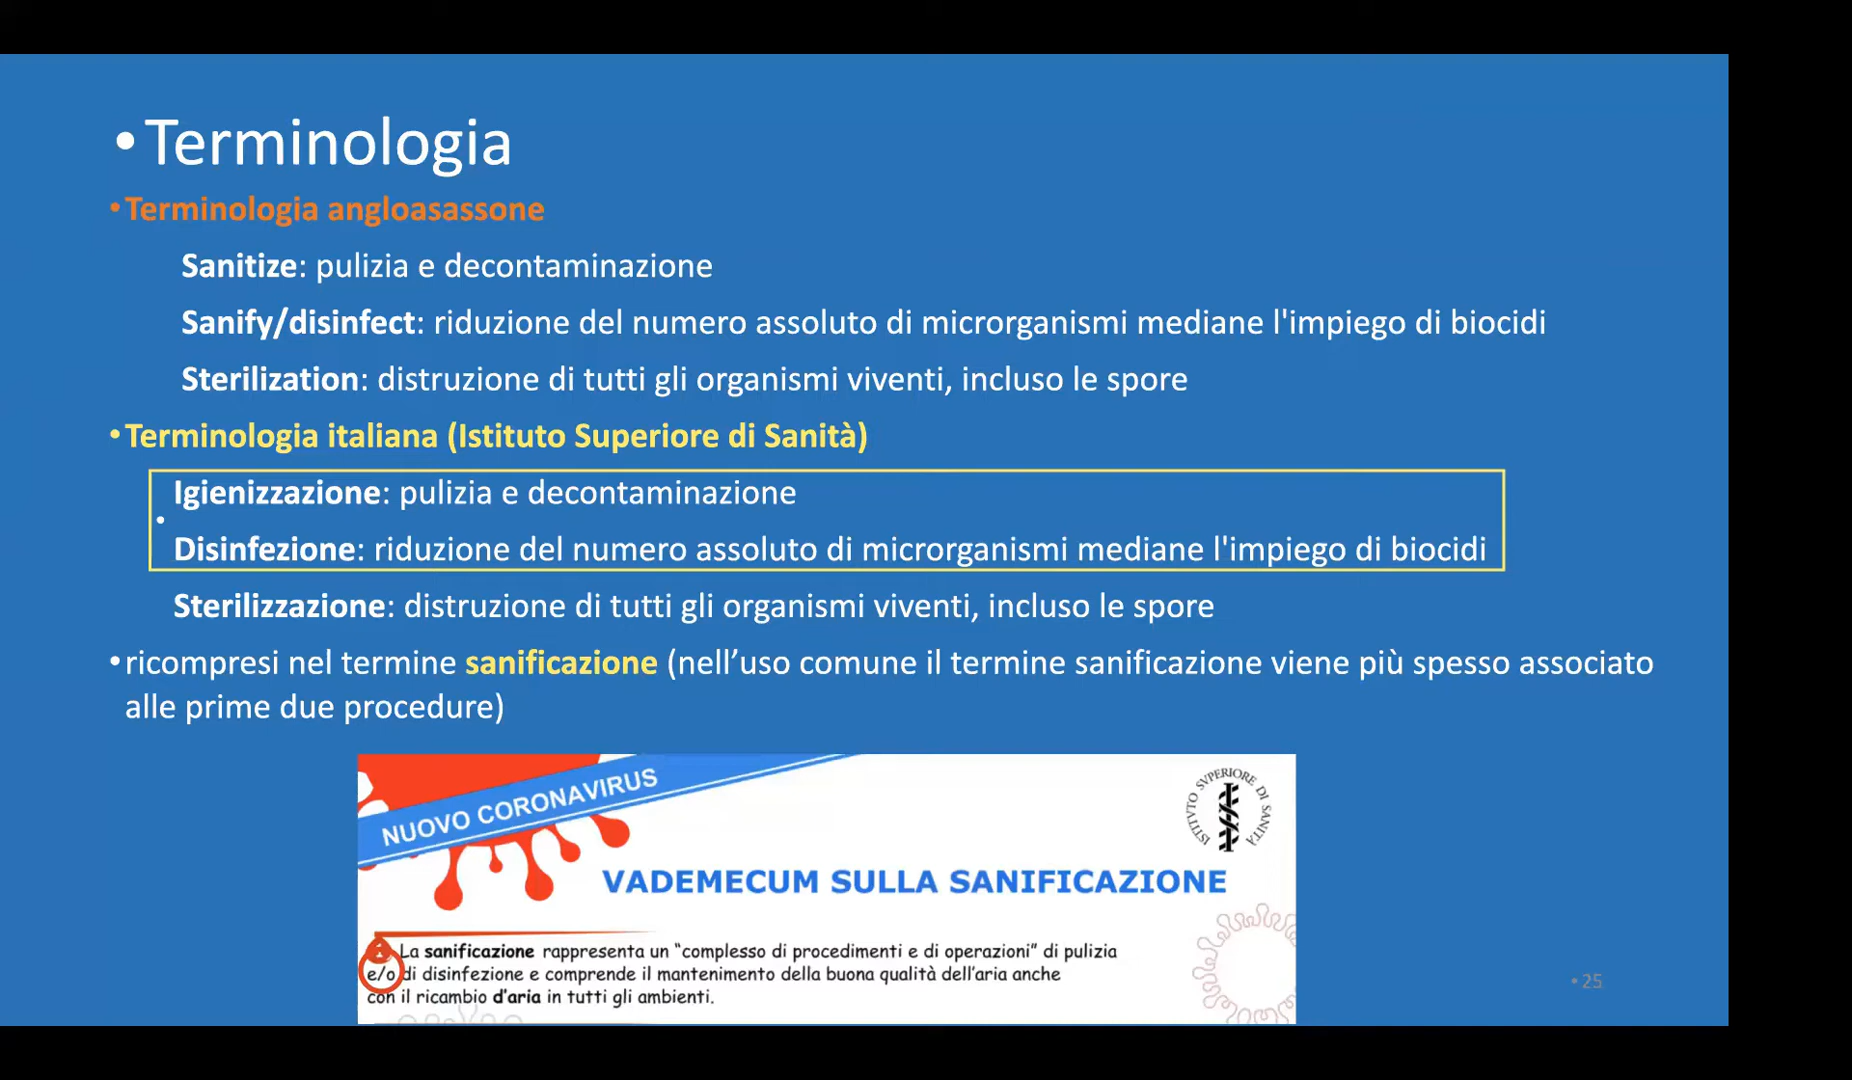 •Terminologia
•Terminologia angloasassone
Sanitize: pulizia e decontaminazione
Sanify/disinfect: riduzione del numero assoluto di microrganismi mediane l'impiego di biocidi
Sterilization: distruzione di tutti gli organismi viventi, incluso le spore
•Terminologia italiana (Istituto Superiore di Sanità)
Igienizzazione: pulizia e decontaminazione
•
Disinfezione: riduzione del numero assoluto di microrganismi mediane l'impiego di biocidi
Sterilizzazione: distruzione di tutti gli organismi viventi, incluso le spore
•ricompresi nel termine sanificazione (nell’uso comune il termine sanificazione viene più spesso associato
alle prime due procedure)
NUOVO CORONAVIRUS
ISTITVTO SVPERIORE DI SANITÀ
VADEMECUM SULLA SANIFICAZIONE
La sanificazione rappresenta un “complesso di procedimenti e di operazioni” di pulizia
e/o di disinfezione e comprende il mantenimento della buona qualità dell’aria anche
con il ricambio d’aria in tutti gli ambienti.
•25